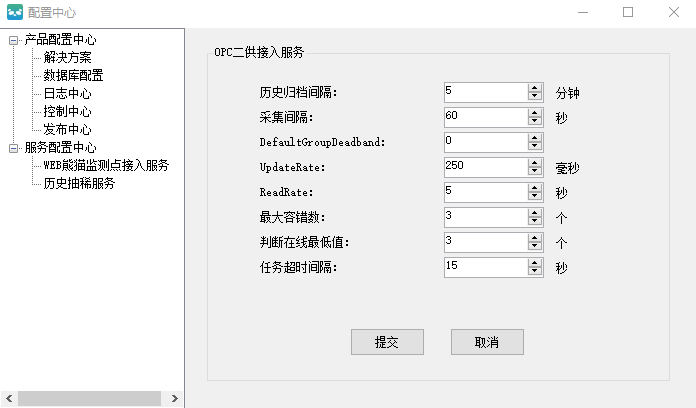 配置中心
产品配置中心
解决方案
数据库配置
日志中心
控制中心
发布中心
服务配置中心
WEB熊猫监测点接入服务
历史抽稀服务
OPC二供接入服务
历史归档间隔: 5 分钟
采集间隔: 60 秒
DefaultGroupDeadband: 0
UpdateRate: 250 毫秒
ReadRate: 5 秒
最大容错数: 3 个
判断在线最低值: 3 个
任务超时间隔: 15 秒
提交 取消